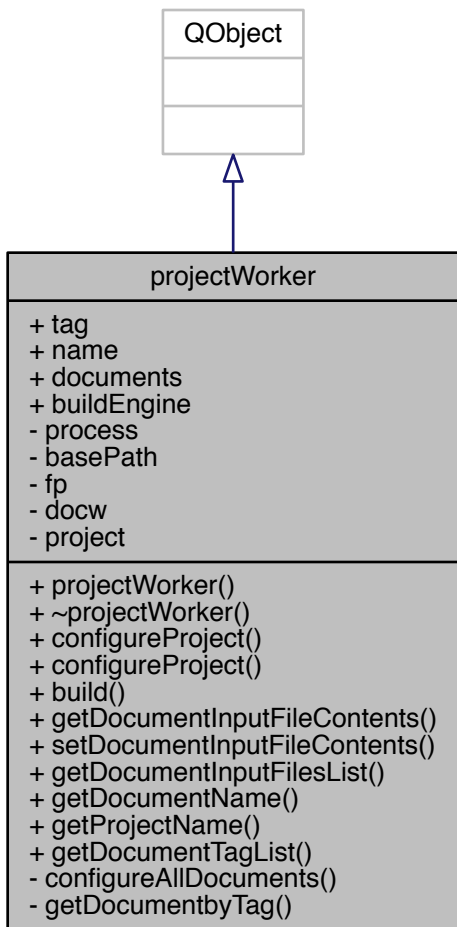 QObject
projectWorker
+ tag
+ name
+ documents
+ buildEngine
- process
- basePath
- fp
- docw
- project
+ projectWorker()
+ ~projectWorker()
+ configureProject()
+ configureProject()
+ build()
+ getDocumentInputFileContents()
+ setDocumentInputFileContents()
+ getDocumentInputFilesList()
+ getDocumentName()
+ getProjectName()
+ getDocumentTagList()
- configureAllDocuments()
- getDocumentbyTag()